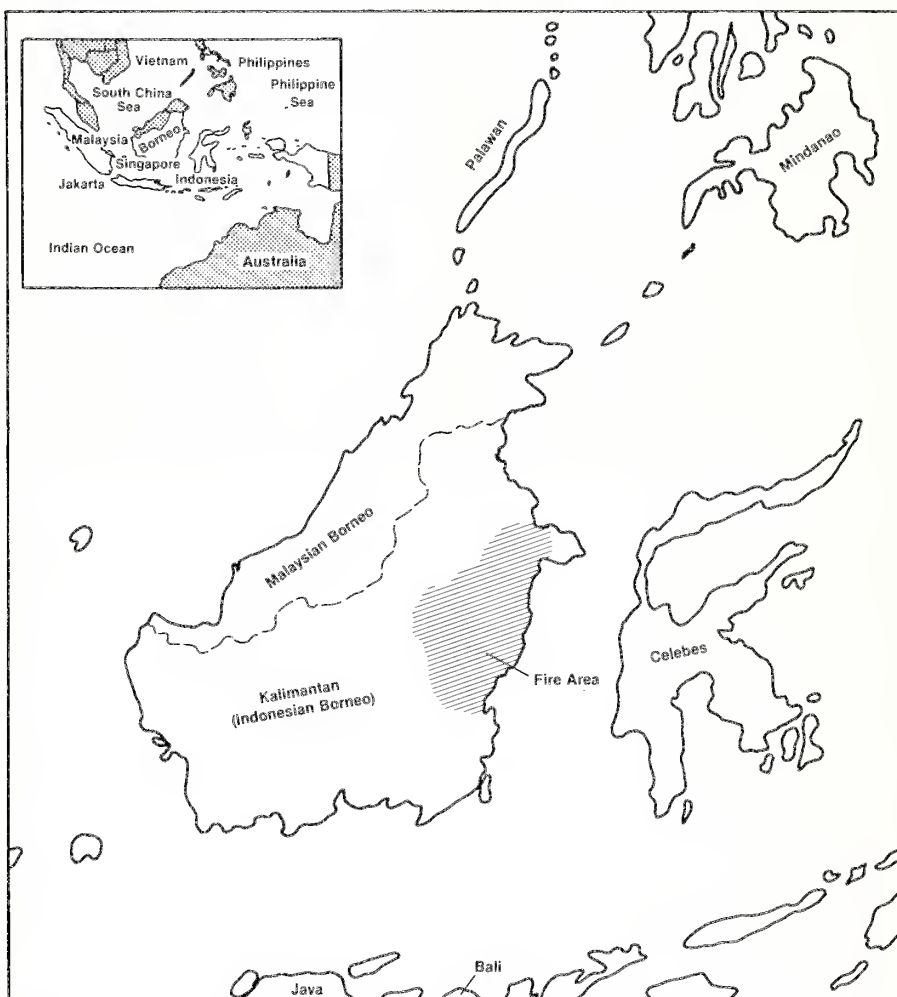 Vietnam
Philippines
South China
Sea
Philippine
Sea
Malaysia
Borneo
Singapore
Jakarta
Indonesia
Indian Ocean
Australia
Palawan
Mindanao
Malaysian Borneo
Kalimantan
(Indonesian Borneo)
Fire Area
Celebes
Bali
Java